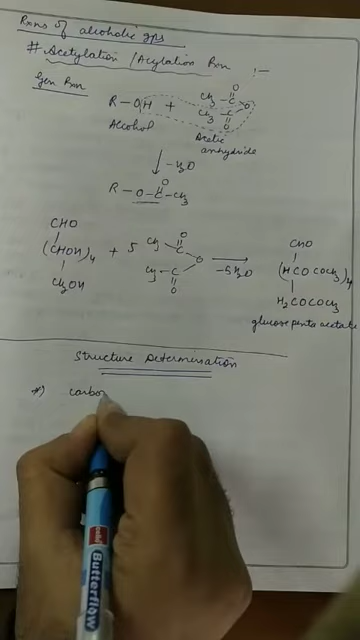 Rxns of alcoholic gps
# Acetylation / Acylation Rxn :-
Gen Rxn
R-OH + CH3 C O
CH3 C O O
Alcohol Acetic anhydride
-H2O
R-O-C-CH3
O
CHO
(CHOH)4 + 5 CH3 C O
CH3 C O O
CH2OH
-5H2O
CHO
(HCOCOCH3)4
H2COCOCH3
glucose penta acetate
Structure Determination
*) carbo
Butterflow